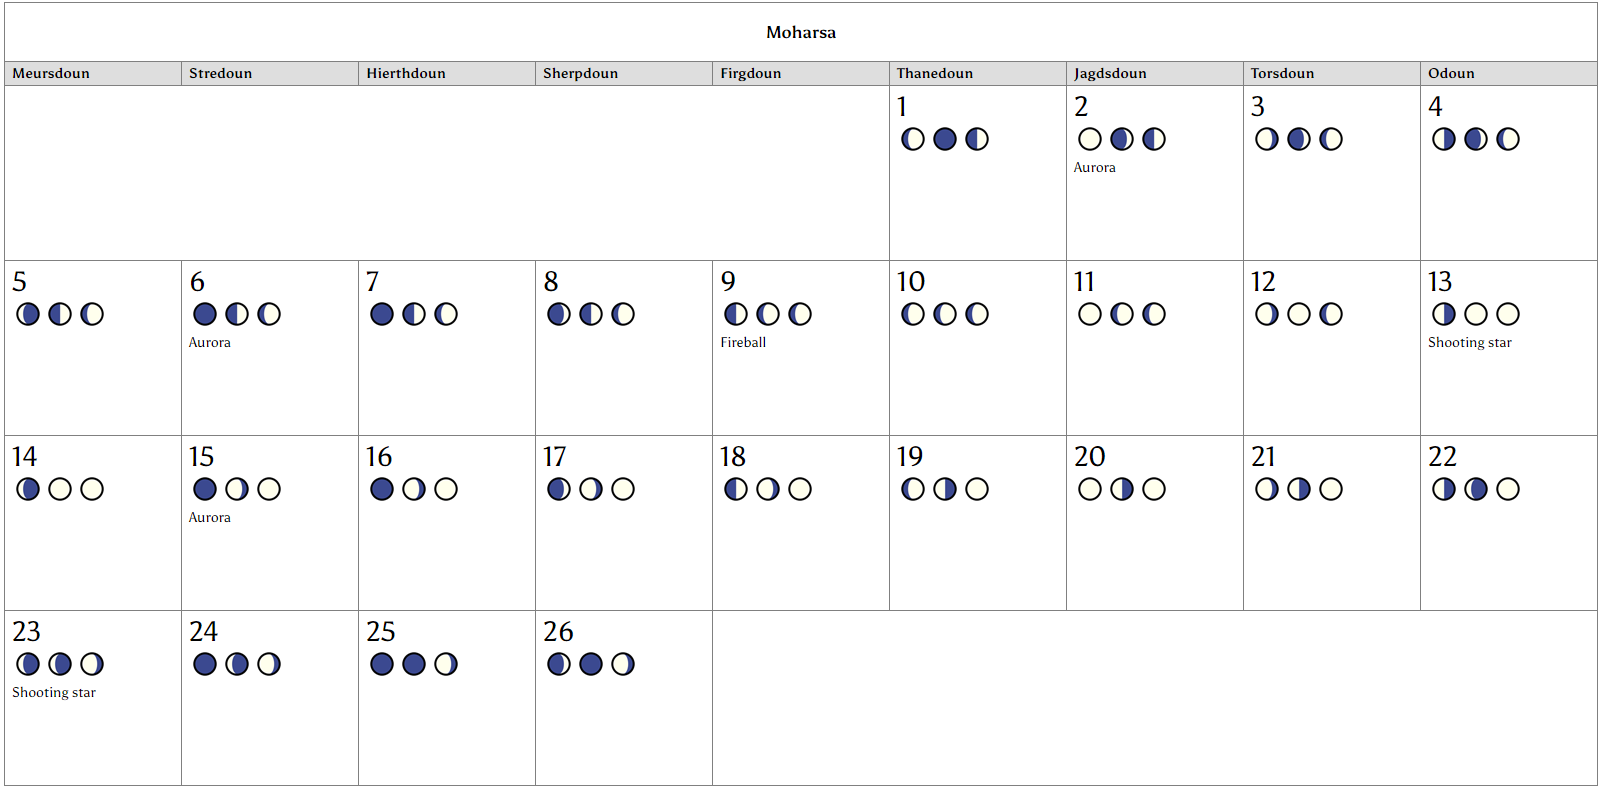 Moharsa
Meursdoun Stredoun Hierthdoun Sherpdoun Firgdoun Thanedoun Jagdsdoun Torsdoun Odoun
1 2 3 4
Aurora
5 6 7 8 9 10 11 12 13
Aurora Fireball Shooting star
14 15 16 17 18 19 20 21 22
Aurora
23 24 25 26
Shooting star